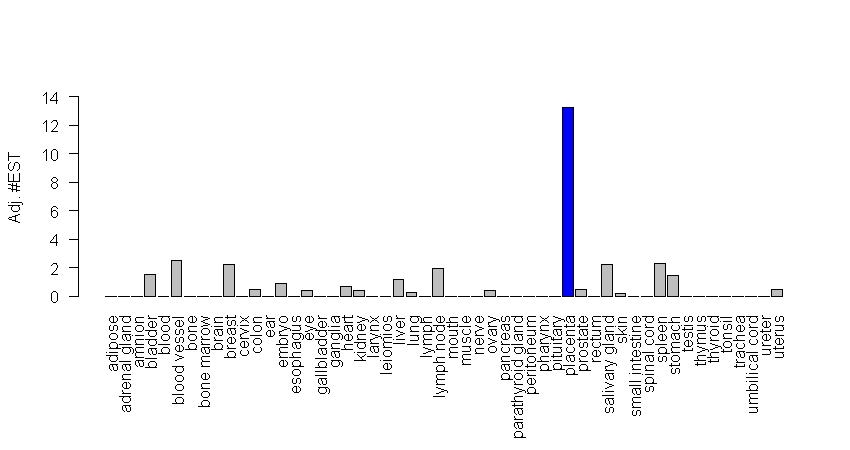 Adj. #EST
14
12
10
8
6
4
2
0
adipose
adrenal gland
amnion
bladder
blood
blood vessel
bone
bone marrow
brain
breast
cervix
colon
ear
embryo
esophagus
eye
gallbladder
ganglia
heart
kidney
larynx
leiomios
liver
lung
lymph
lymph node
mouth
muscle
nerve
ovary
pancreas
parathyroid gland
peritoneum
pharynx
pituitary
placenta
prostate
rectum
salivary gland
skin
small intestine
spinal cord
spleen
stomach
testis
thymus
thyroid
tonsil
trachea
umbilical cord
ureter
uterus